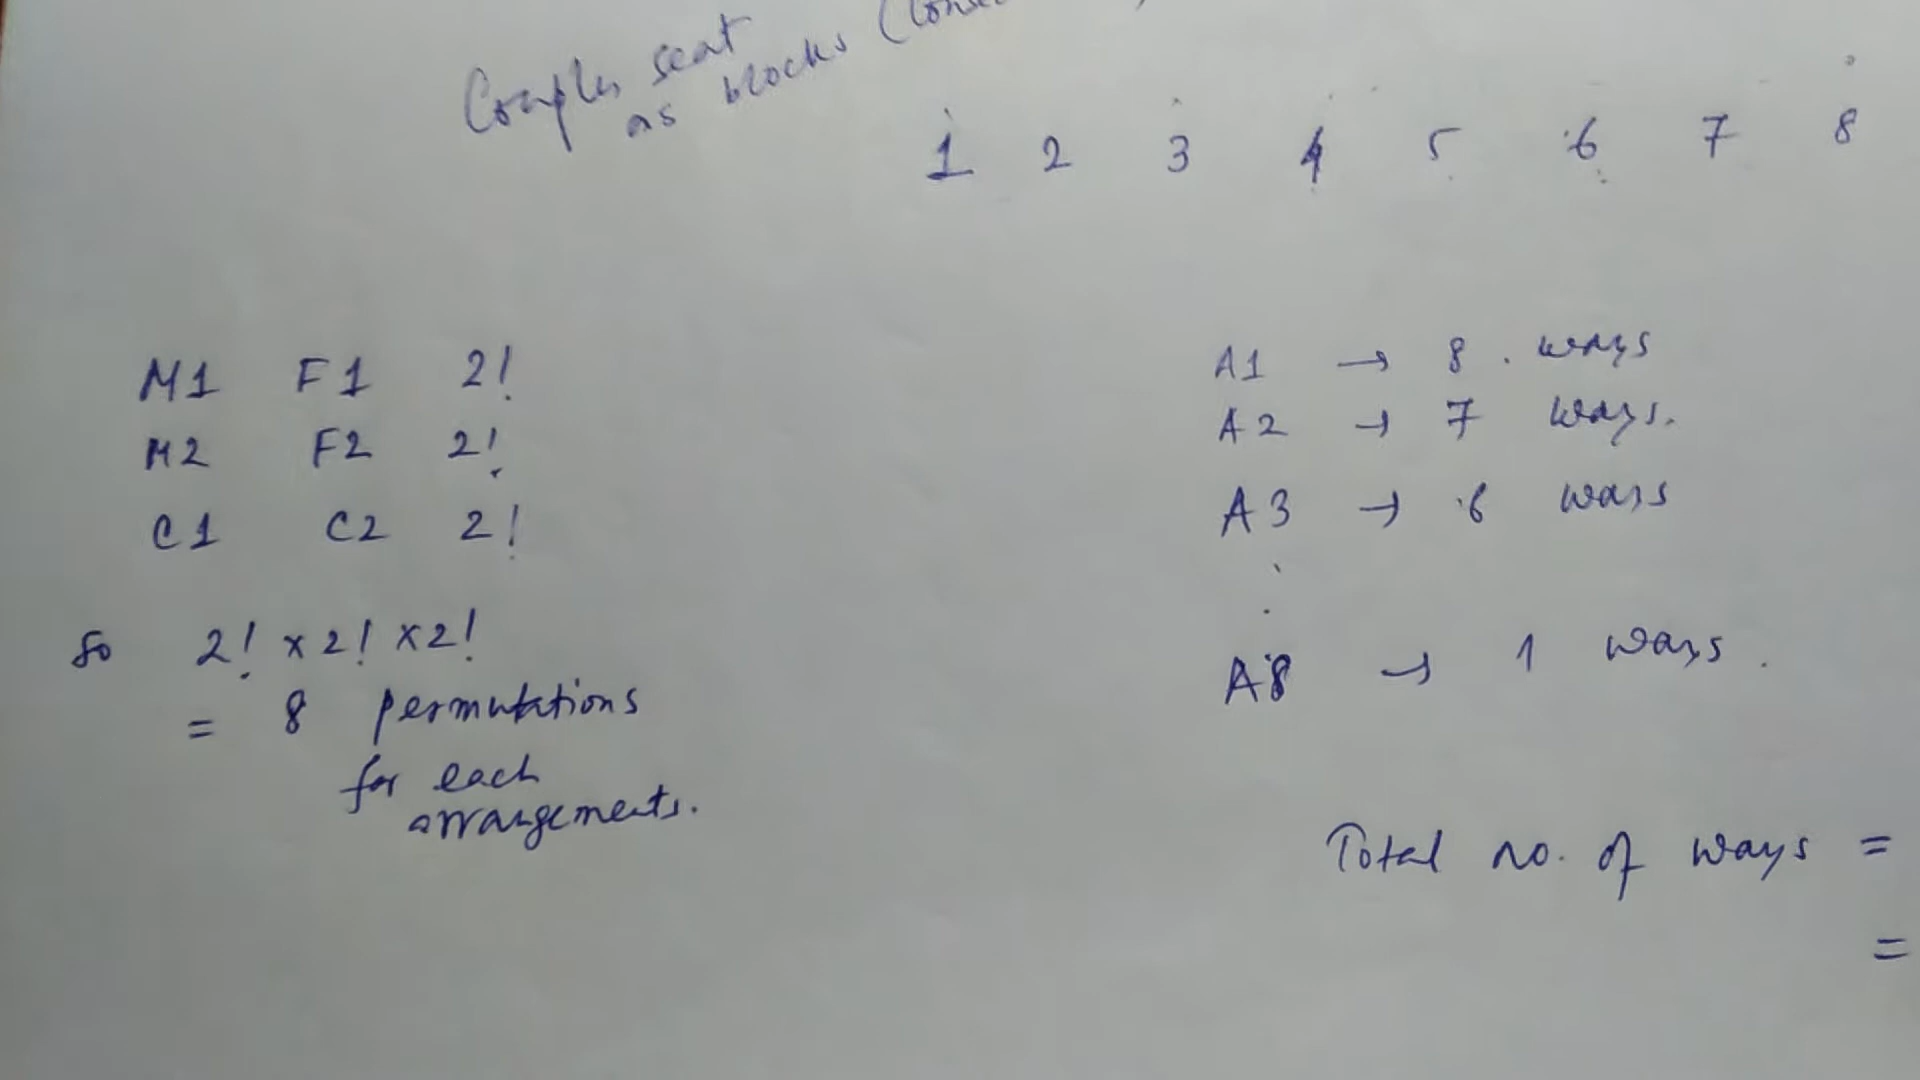 Couples seat
as blocks
1 2 3 4 5 6 7 8
M1 F1 2!
M2 F2 2!
C1 C2 2!
So 2! x 2! x 2!
= 8 permutations
for each
arrangements.
A1 → 8 ways
A2 → 7 ways.
A3 → 6 ways
.
.
A8 → 1 ways.
Total no. of ways =
=